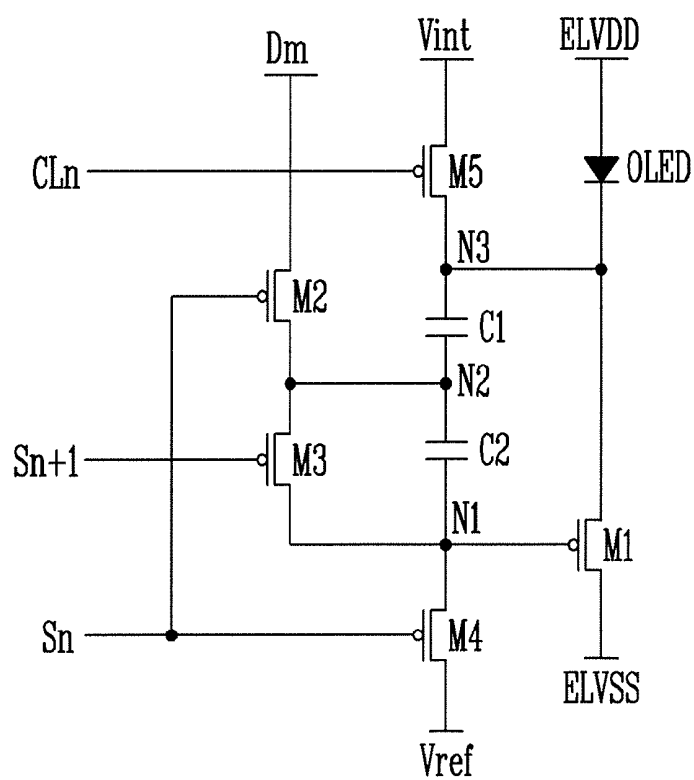 Dm
Vint
ELVDD
CLn
M5
OLED
N3
M2
C1
N2
Sn+1
M3
C2
N1
M1
Sn
M4
ELVSS
Vref